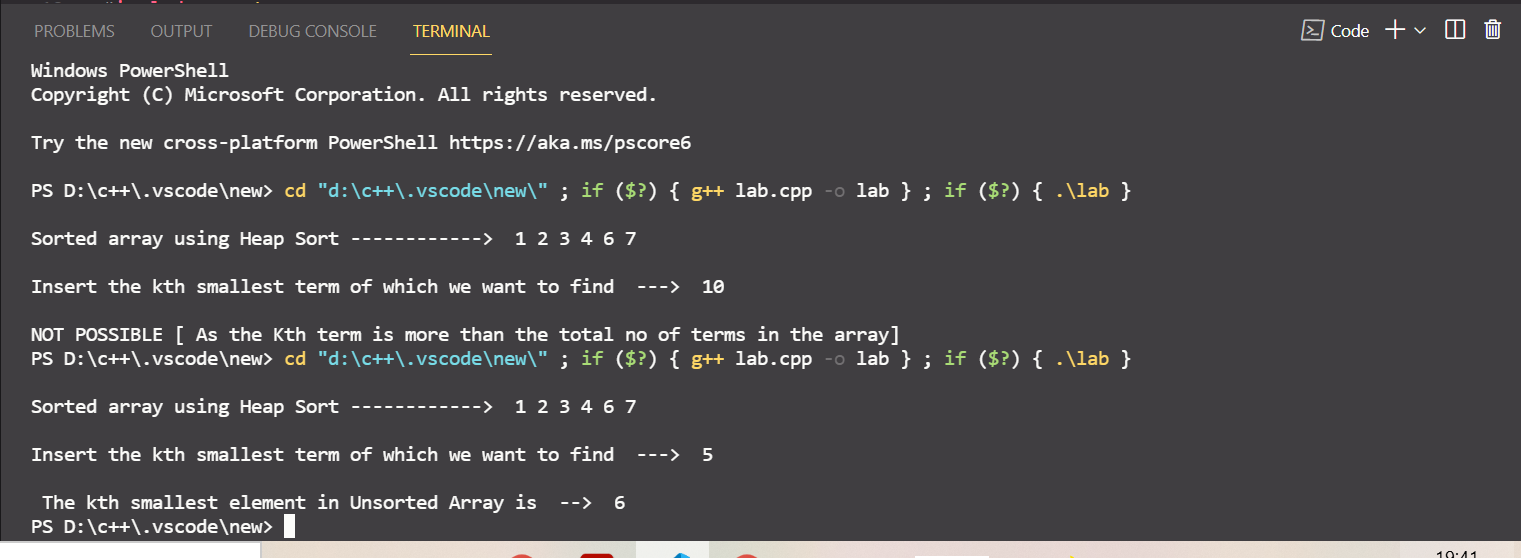 PROBLEMS OUTPUT DEBUG CONSOLE TERMINAL Code
Windows PowerShell
Copyright (C) Microsoft Corporation. All rights reserved.
Try the new cross-platform PowerShell https://aka.ms/pscore6
PS D:\c++\.vscode\new> cd "d:\c++\.vscode\new\" ; if ($?) { g++ lab.cpp -o lab } ; if ($?) { .\lab }
Sorted array using Heap Sort ------------> 1 2 3 4 6 7
Insert the kth smallest term of which we want to find ---> 10
NOT POSSIBLE [ As the Kth term is more than the total no of terms in the array]
PS D:\c++\.vscode\new> cd "d:\c++\.vscode\new\" ; if ($?) { g++ lab.cpp -o lab } ; if ($?) { .\lab }
Sorted array using Heap Sort ------------> 1 2 3 4 6 7
Insert the kth smallest term of which we want to find ---> 5
The kth smallest element in Unsorted Array is --> 6
PS D:\c++\.vscode\new>
19:41